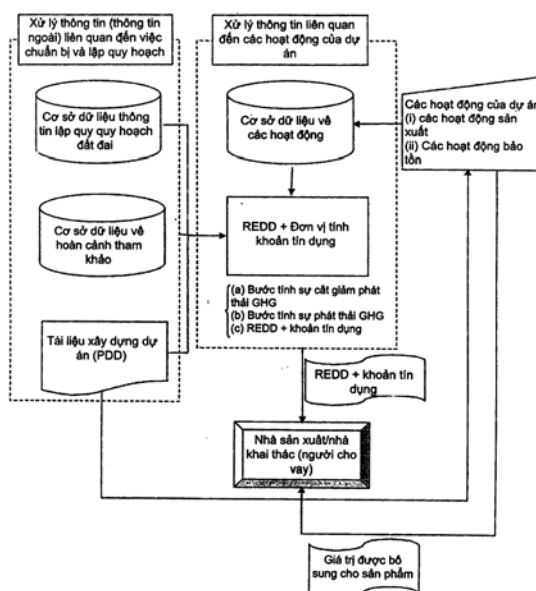 Xử lý thông tin (thông tin
ngoài) liên quan đến việc
chuẩn bị và lập quy hoạch
Xử lý thông tin liên quan
đến các hoạt động của dự
án
Cơ sở dữ liệu thông
tin lập quy quy hoạch
đất đai
Cơ sở dữ liệu về
các hoạt động
Các hoạt động của dự án
(i) các hoạt động sản
xuất
(ii) Các hoạt động bảo
tồn
Cơ sở dữ liệu về
hoàn cảnh tham
khảo
REDD + Đơn vị tính
khoản tín dụng
(a) Bước tính sự cắt giảm phát
thải GHG
(b) Bước tính sự phát thải GHG
(c) REDD + khoản tín dụng
Tài liệu xây dựng dự
án (PDD)
REDD + khoản tín
dụng
Nhà sản xuất/nhà
khai thác (người cho
vay)
Giá trị được bổ
sung cho sản phẩm